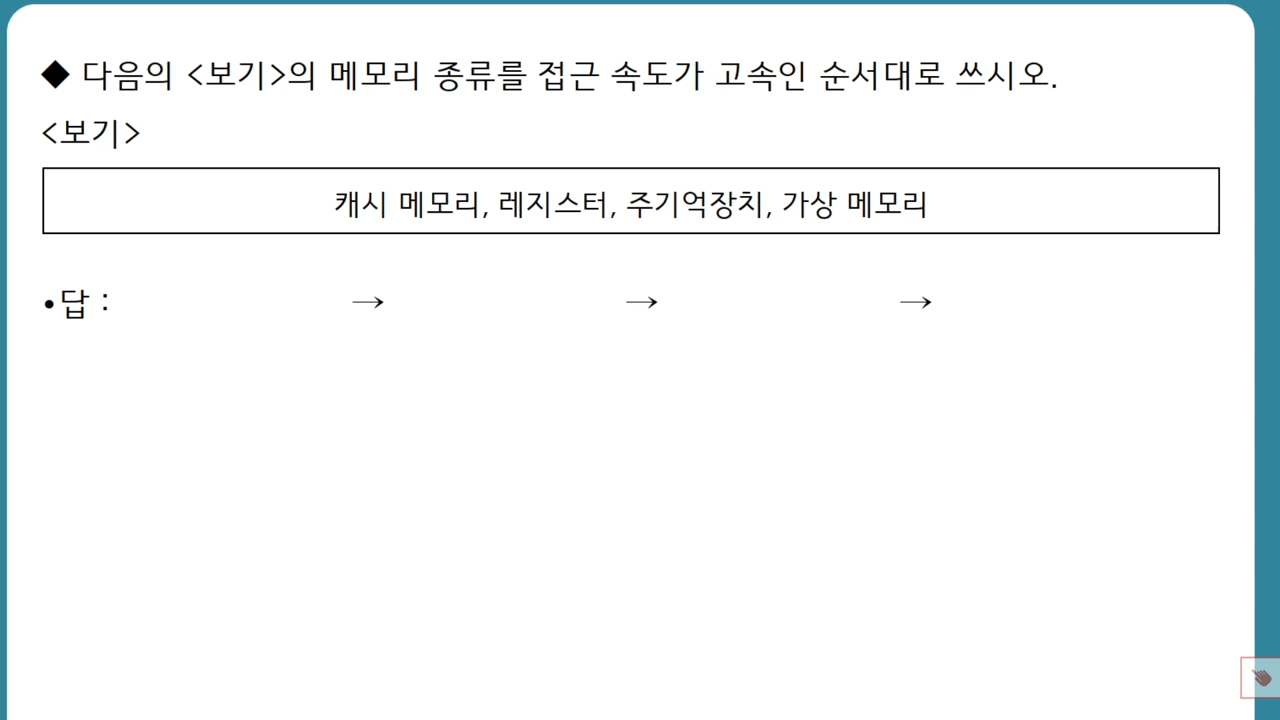 ◆ 다음의 <보기>의 메모리 종류를 접근 속도가 고속인 순서대로 쓰시오.
<보기>
캐시 메모리, 레지스터, 주기억장치, 가상 메모리
•답 : → → →